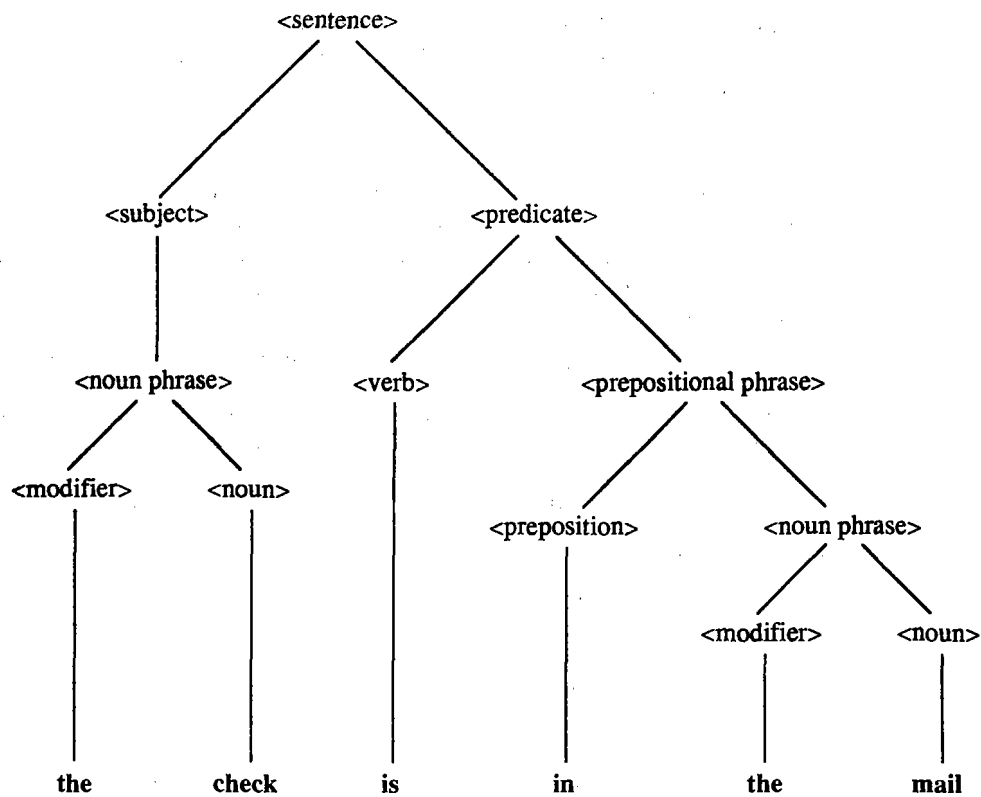 <sentence>
<subject> <predicate>
<noun phrase> <verb> <prepositional phrase>
<modifier> <noun>
<preposition> <noun phrase>
<modifier> <noun>
the check is in the mail